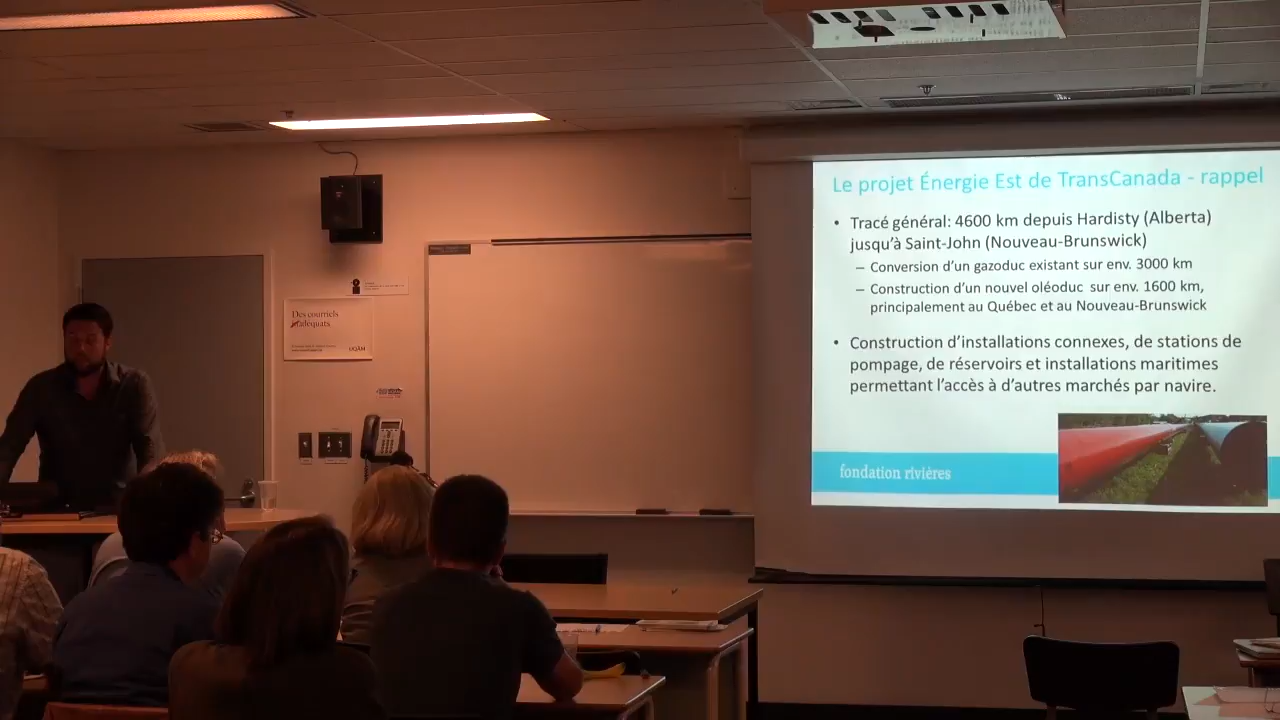 Le projet Énergie Est de TransCanada - rappel
• Tracé général: 4600 km depuis Hardisty (Alberta)
jusqu'à Saint-John (Nouveau-Brunswick)
– Conversion d'un gazoduc existant sur env. 3000 km
– Construction d'un nouvel oléoduc sur env. 1600 km,
principalement au Québec et au Nouveau-Brunswick
• Construction d'installations connexes, de stations de
pompage, de réservoirs et installations maritimes
permettant l'accès à d'autres marchés par navire.
fondation rivières
Des courriels
inadéquats
UQÀM